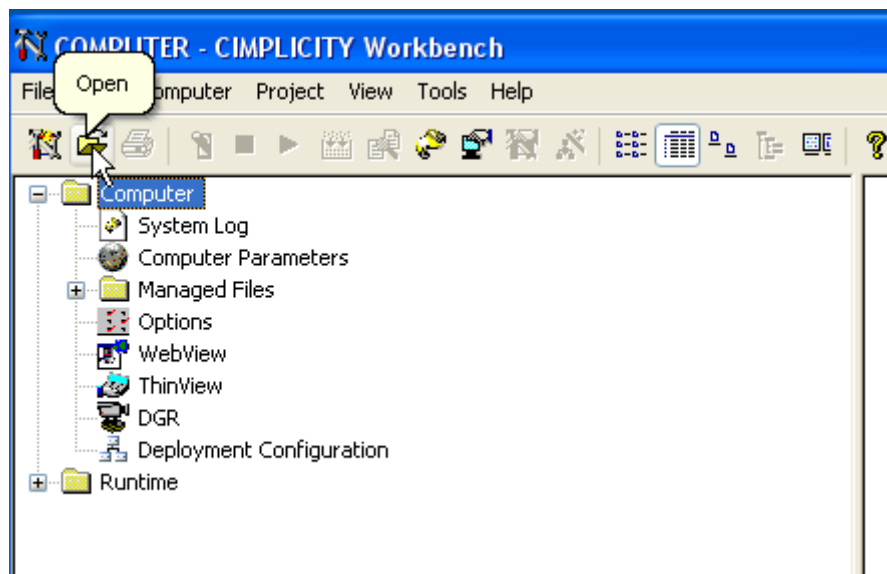 COMPUTER - CIMPLICITY Workbench
File Computer Project View Tools Help
Open
Computer
System Log
Computer Parameters
Managed Files
Options
WebView
ThinView
DGR
Deployment Configuration
Runtime